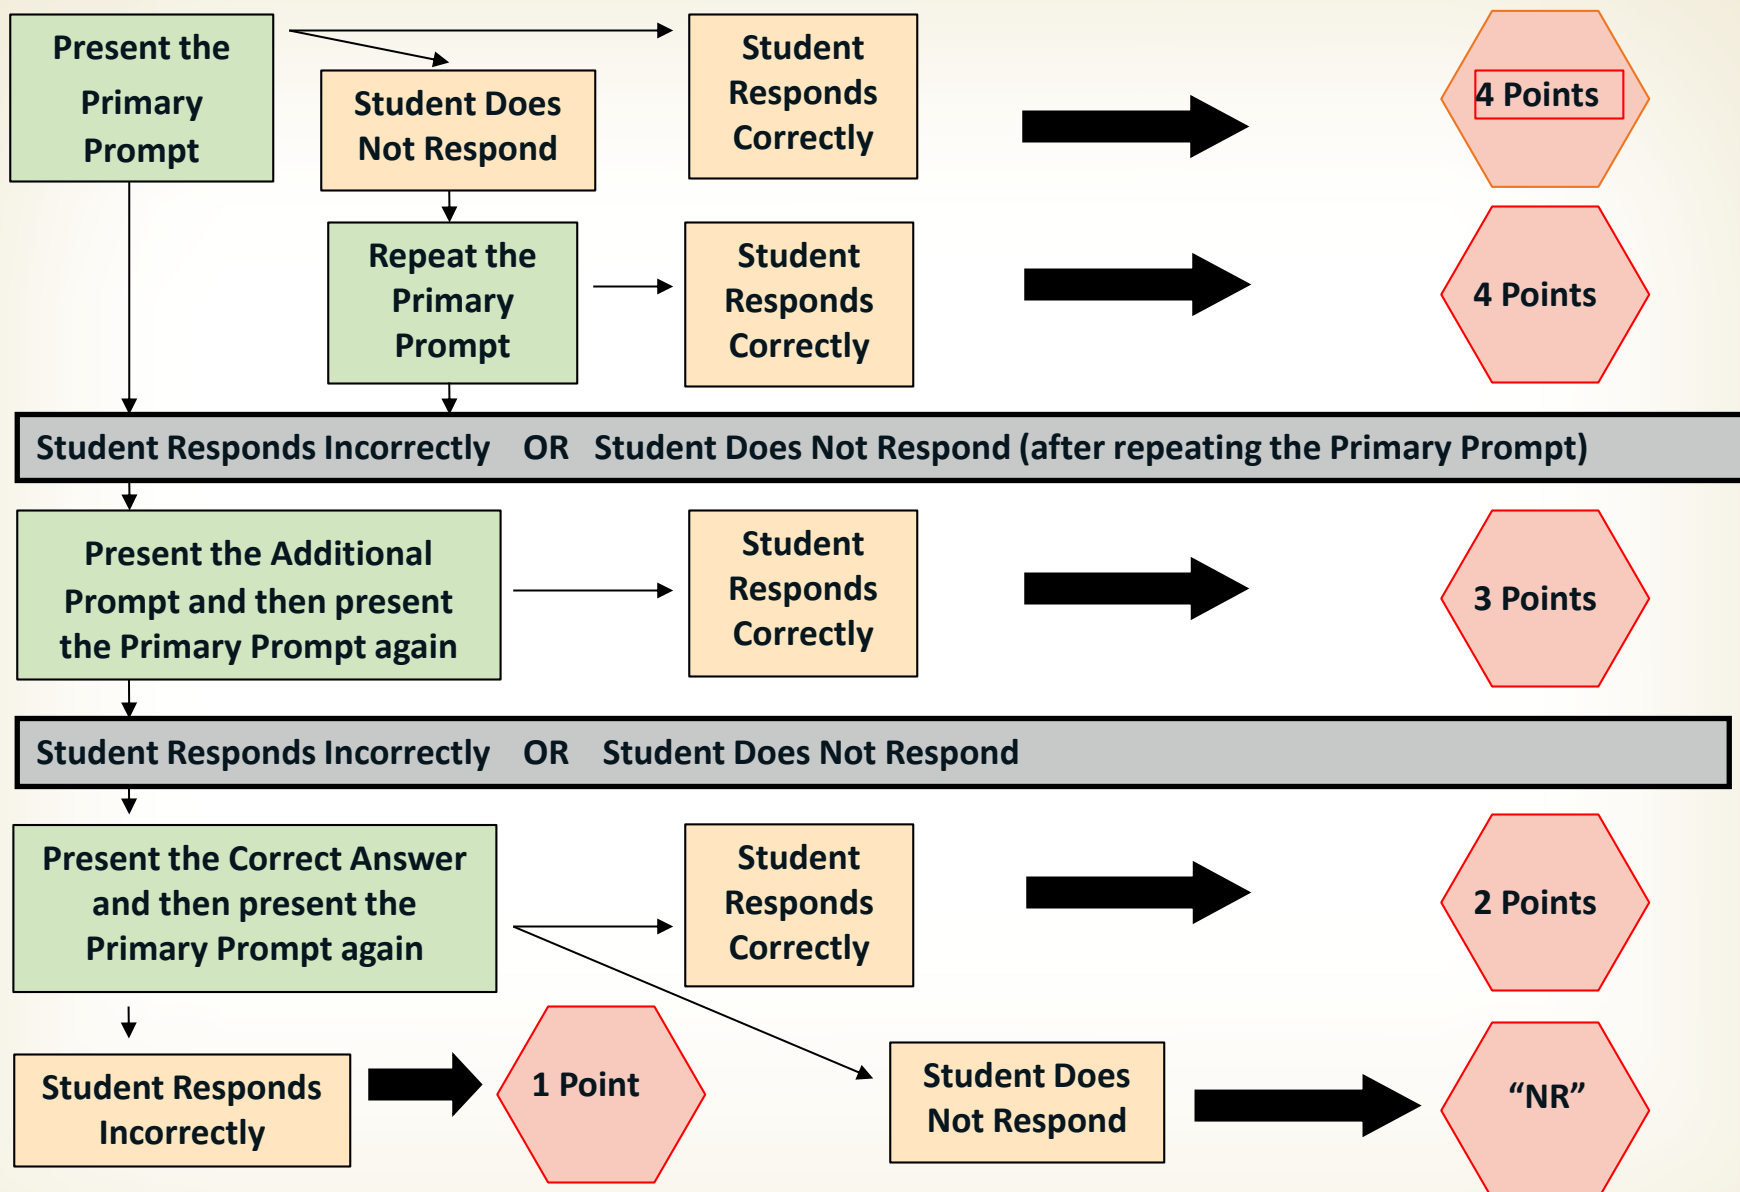 Present the
Primary
Prompt
Student Does
Not Respond
Student
Responds
Correctly
4 Points
Repeat the
Primary
Prompt
Student
Responds
Correctly
4 Points
Student Responds Incorrectly OR Student Does Not Respond (after repeating the Primary Prompt)
Present the Additional
Prompt and then present
the Primary Prompt again
Student
Responds
Correctly
3 Points
Student Responds Incorrectly OR Student Does Not Respond
Present the Correct Answer
and then present the
Primary Prompt again
Student
Responds
Correctly
2 Points
Student Responds
Incorrectly
1 Point
Student Does
Not Respond
“NR”